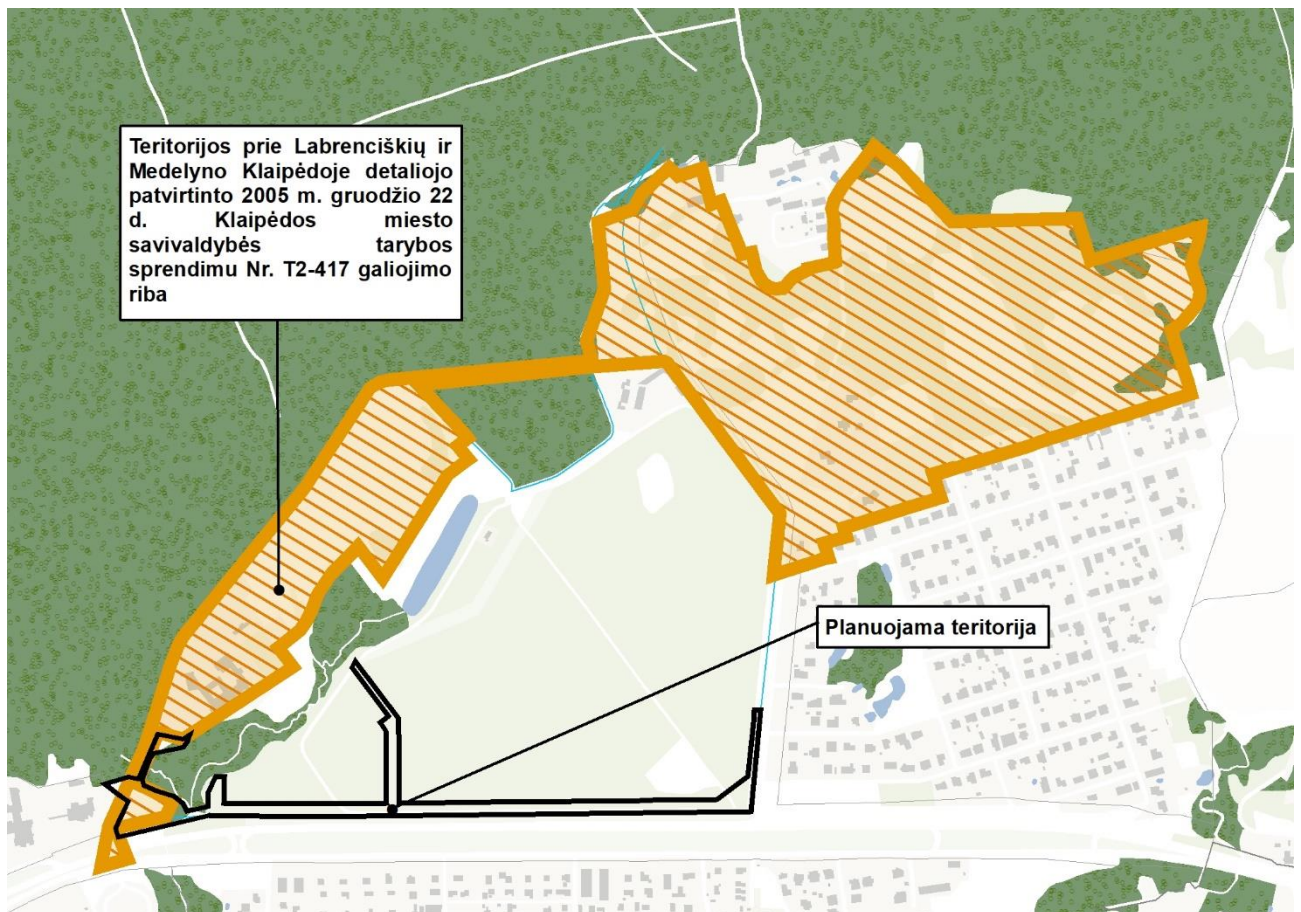 Teritorijos prie Labrenciškių ir
Medelyno Klaipėdoje detaliojo
patvirtinto 2005 m. gruodžio 22
d. Klaipėdos miesto
savivaldybės tarybos
sprendimu Nr. T2-417 galiojimo
riba
Planuojama teritorija